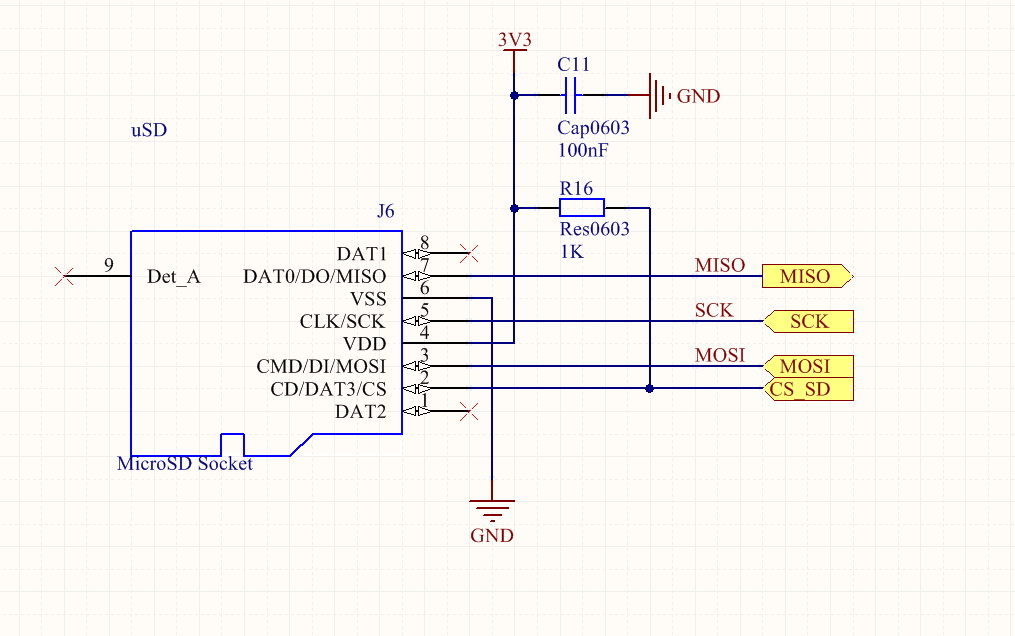 3V3
C11
GND
Cap0603
100nF
uSD
R16
Res0603
1K
J6
DAT1 8
9 Det_A DAT0/DO/MISO 7 MISO MISO
VSS 6
CLK/SCK 5 SCK SCK
VDD 4
CMD/DI/MOSI 3 MOSI MOSI
CD/DAT3/CS 2 CS_SD
DAT2 1
MicroSD Socket
GND